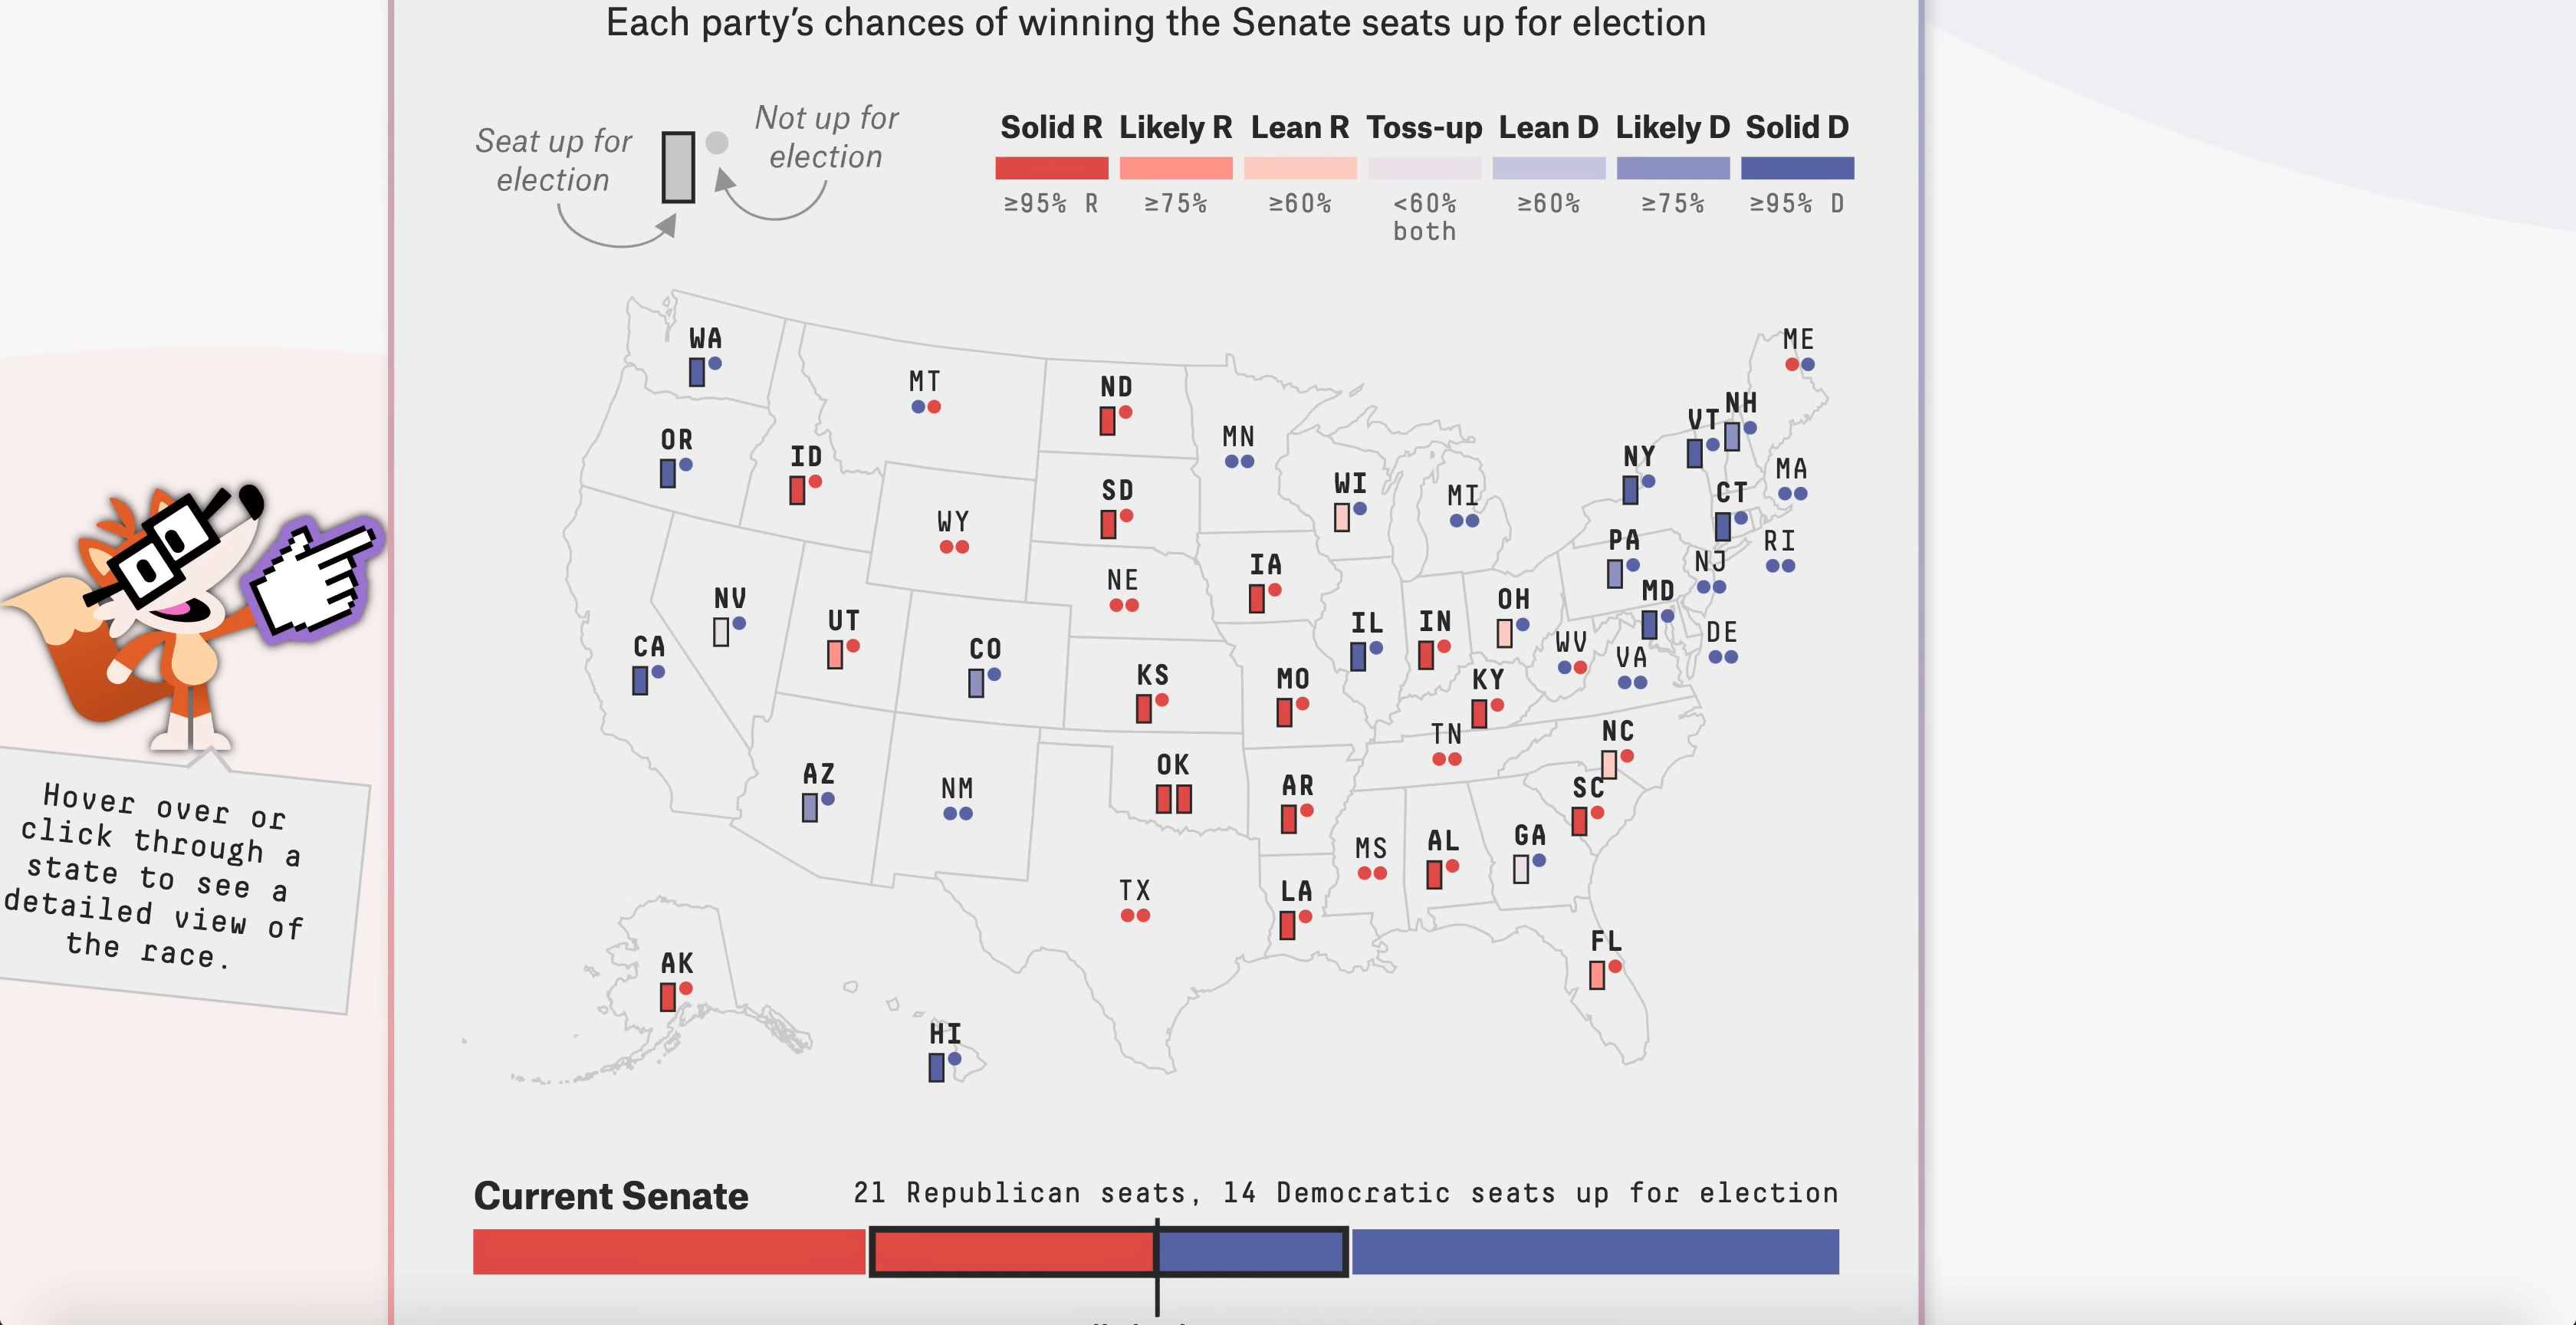 Each party's chances of winning the Senate seats up for election
Seat up for
election
Not up for
election
Solid R Likely R Lean R Toss-up Lean D Likely D Solid D
≥95% R ≥75% ≥60% <60% ≥60% ≥75% ≥95% D
both
WA
ME
MT
ND
NH
VT
OR
MN
ID
NY
MA
SD
WI
MI
CT
WY
PA
RI
IA
NJ
NE
MD
NV
OH
UT
IL
IN
DE
CA
CO
WV
VA
KS
MO
KY
NC
TN
OK
AZ
NM
AR
SC
GA
AL
MS
TX
LA
FL
AK
HI
Hover over or
click through a
state to see a
detailed view of
the race.
Current Senate
21 Republican seats, 14 Democratic seats up for election